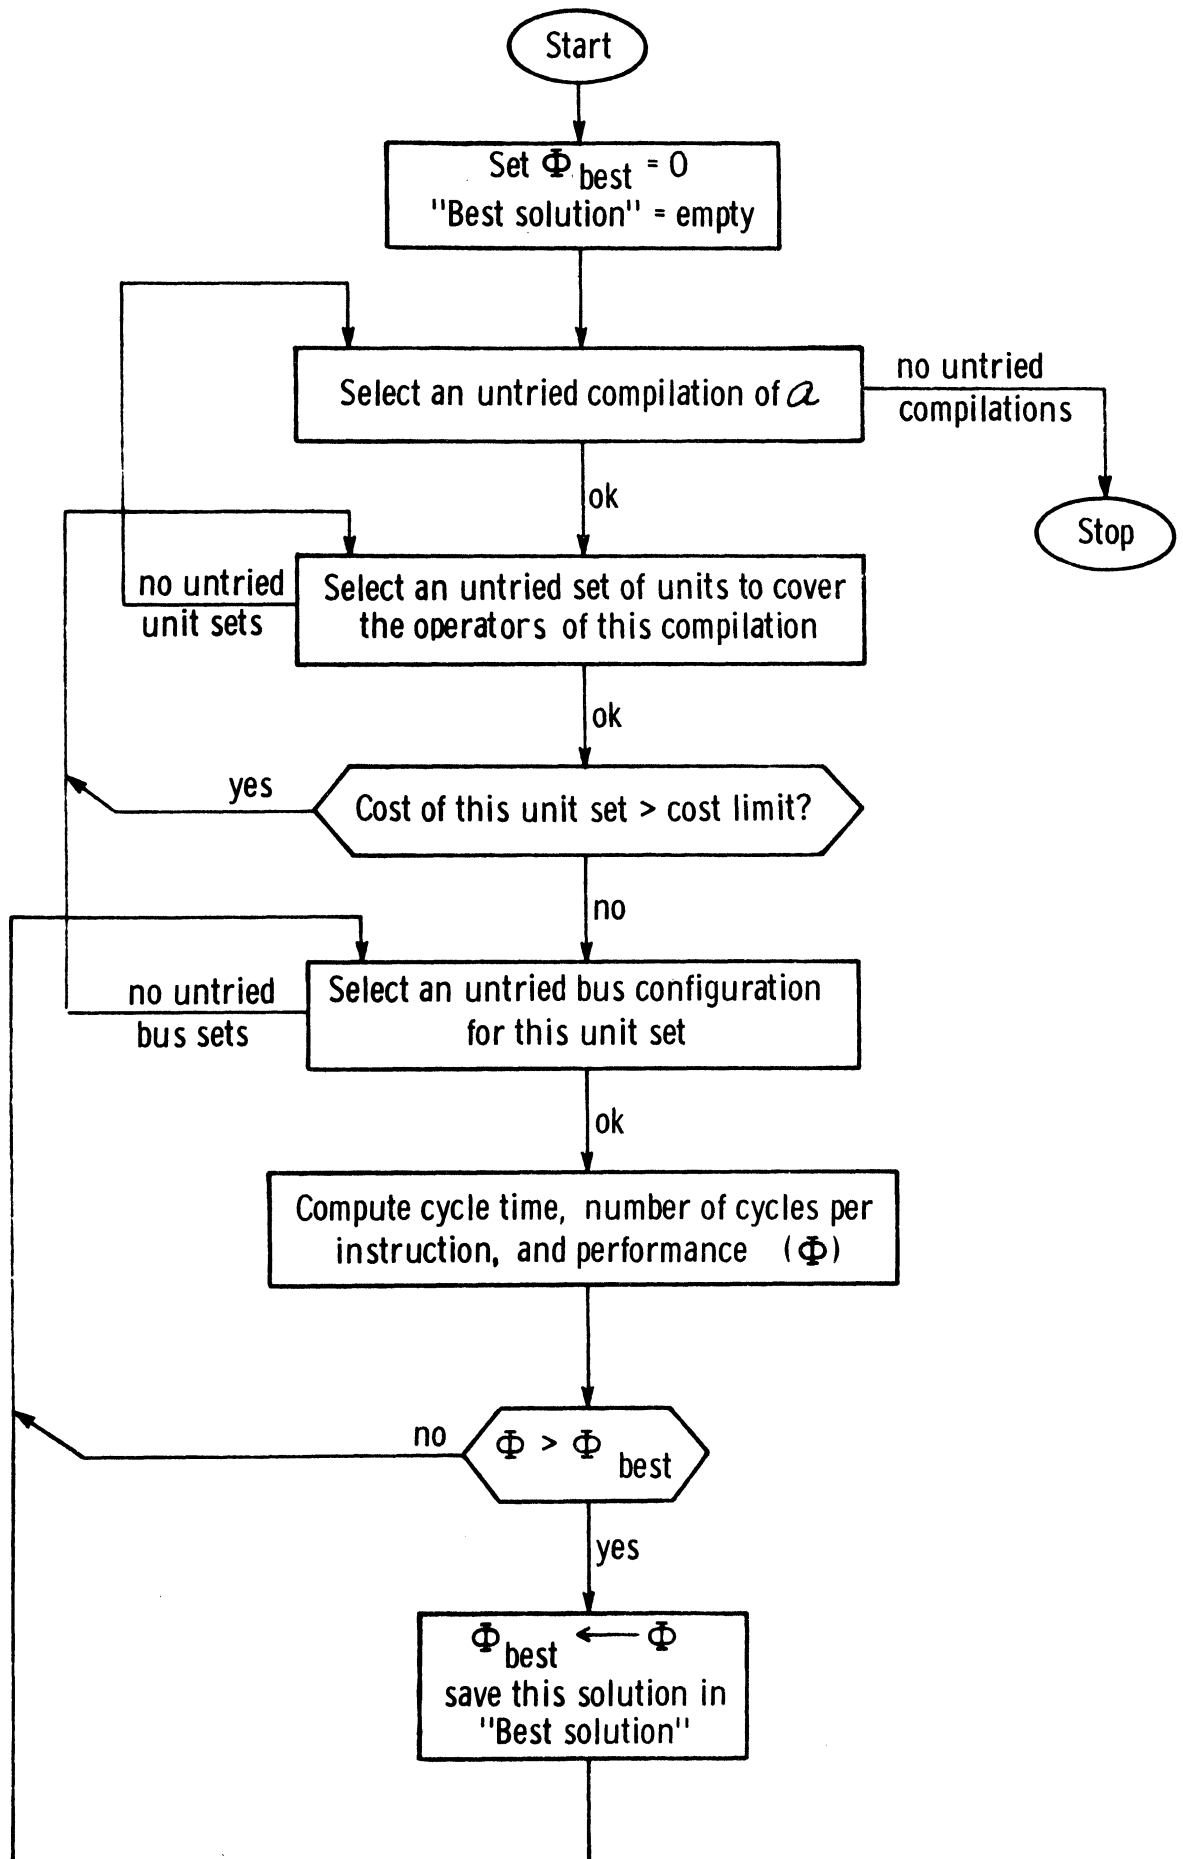 Start
Set Φ best = 0
"Best solution" = empty
Select an untried compilation of 𝒶
no untried
compilations
ok
Stop
no untried
unit sets
Select an untried set of units to cover
the operators of this compilation
ok
yes
Cost of this unit set > cost limit?
no
no untried
bus sets
Select an untried bus configuration
for this unit set
ok
Compute cycle time, number of cycles per
instruction, and performance (Φ)
no
Φ > Φ best
yes
Φ best ← Φ
save this solution in
"Best solution"